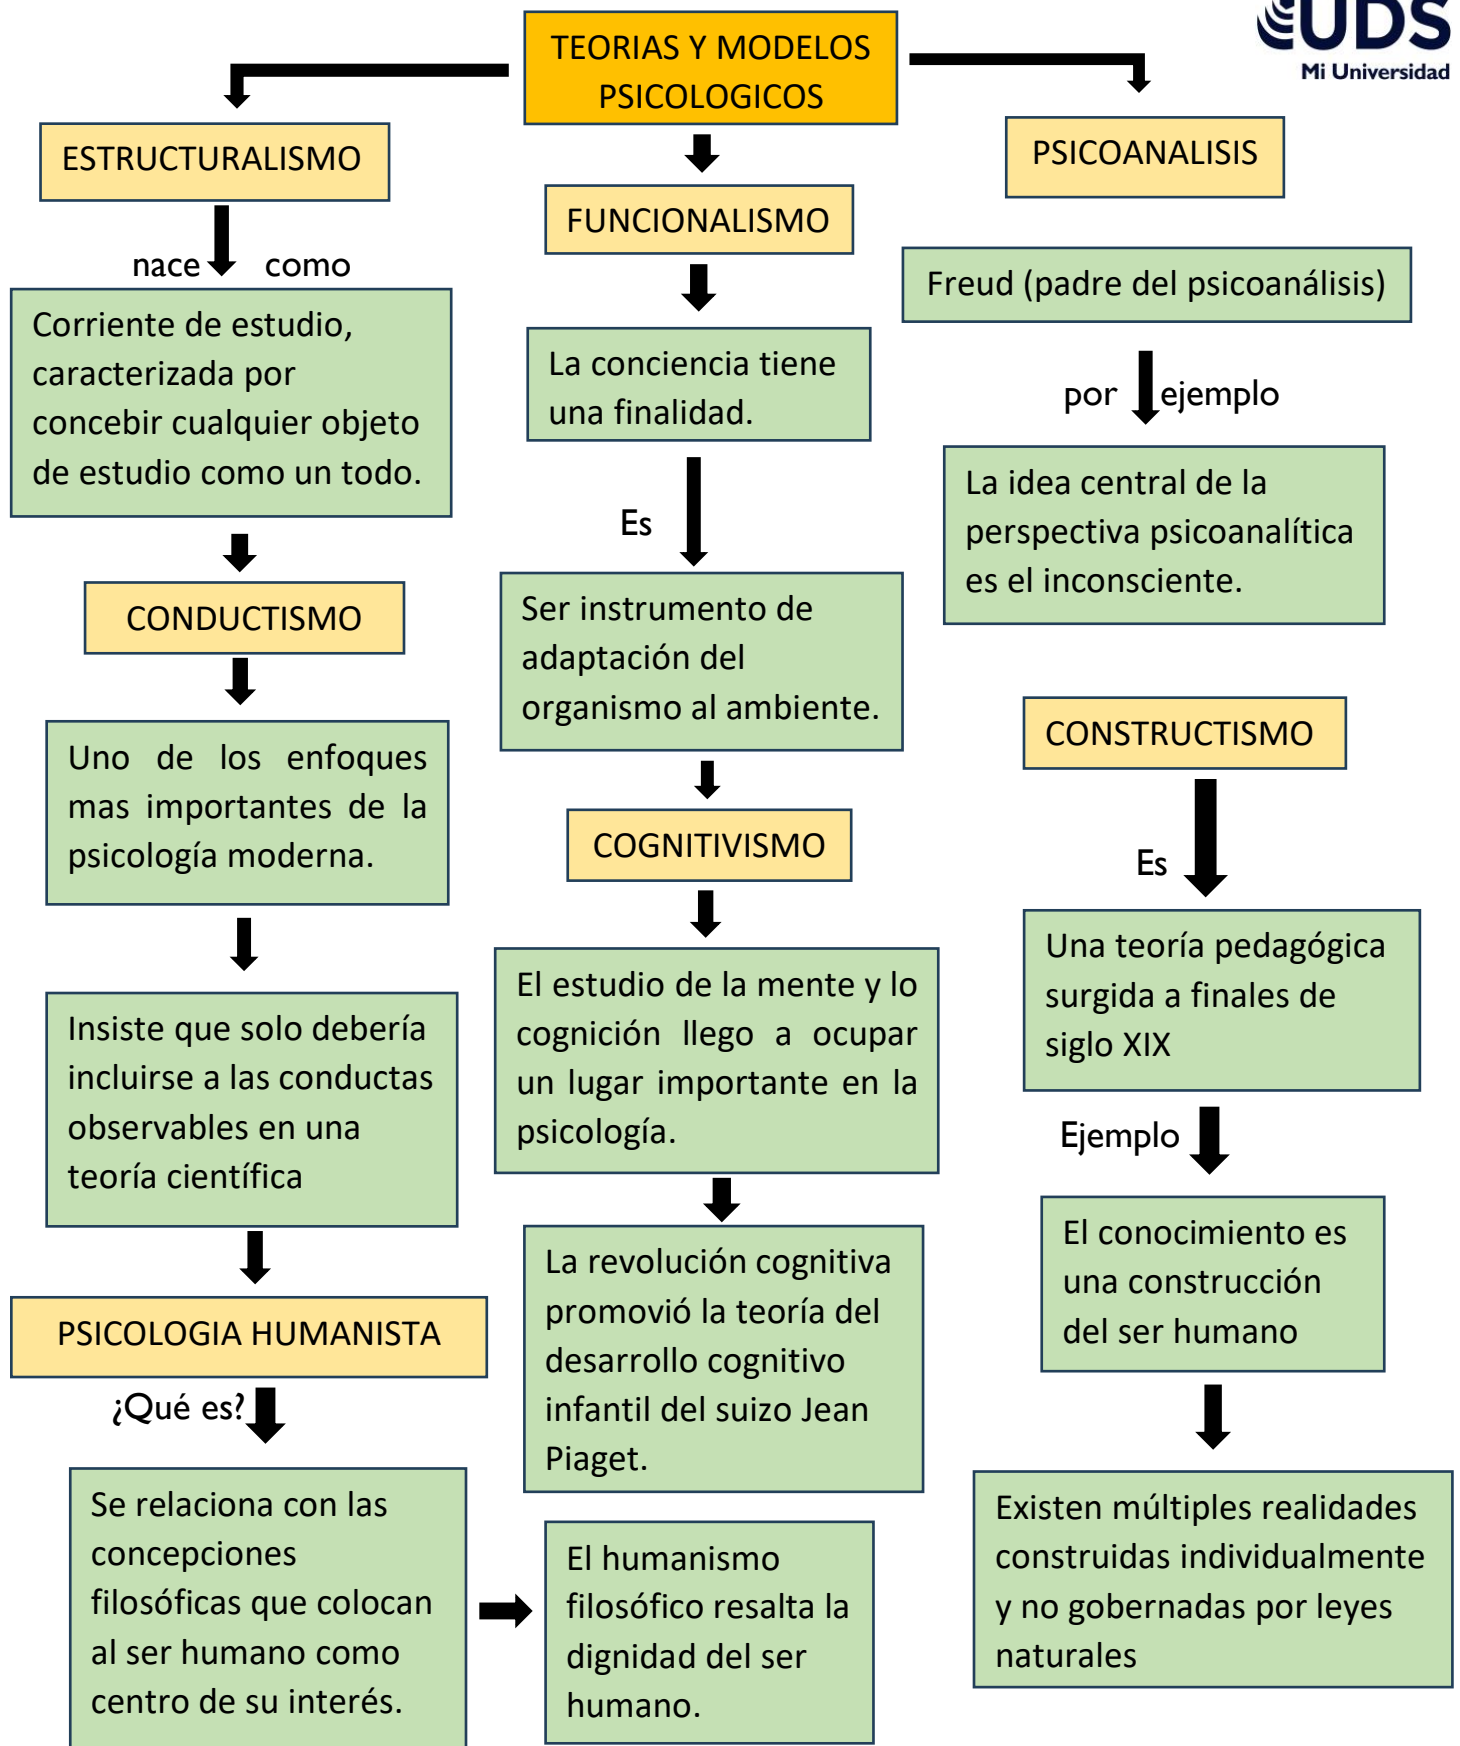 UDS
Mi Universidad
TEORIAS Y MODELOS
PSICOLOGICOS
ESTRUCTURALISMO
nace como
Corriente de estudio,
caracterizada por
concebir cualquier objeto
de estudio como un todo.
CONDUCTISMO
Uno de los enfoques
mas importantes de la
psicología moderna.
Insiste que solo debería
incluirse a las conductas
observables en una
teoría científica
PSICOLOGIA HUMANISTA
¿Qué es?
Se relaciona con las
concepciones
filosóficas que colocan
al ser humano como
centro de su interés.
El humanismo
filosófico resalta la
dignidad del ser
humano.
FUNCIONALISMO
La conciencia tiene
una finalidad.
Es
Ser instrumento de
adaptación del
organismo al ambiente.
COGNITIVISMO
El estudio de la mente y lo
cognición llego a ocupar
un lugar importante en la
psicología.
La revolución cognitiva
promovió la teoría del
desarrollo cognitivo
infantil del suizo Jean
Piaget.
PSICOANALISIS
Freud (padre del psicoanálisis)
por ejemplo
La idea central de la
perspectiva psicoanalítica
es el inconsciente.
CONSTRUCTISMO
Es
Una teoría pedagógica
surgida a finales de
siglo XIX
Ejemplo
El conocimiento es
una construcción
del ser humano
Existen múltiples realidades
construidas individualmente
y no gobernadas por leyes
naturales